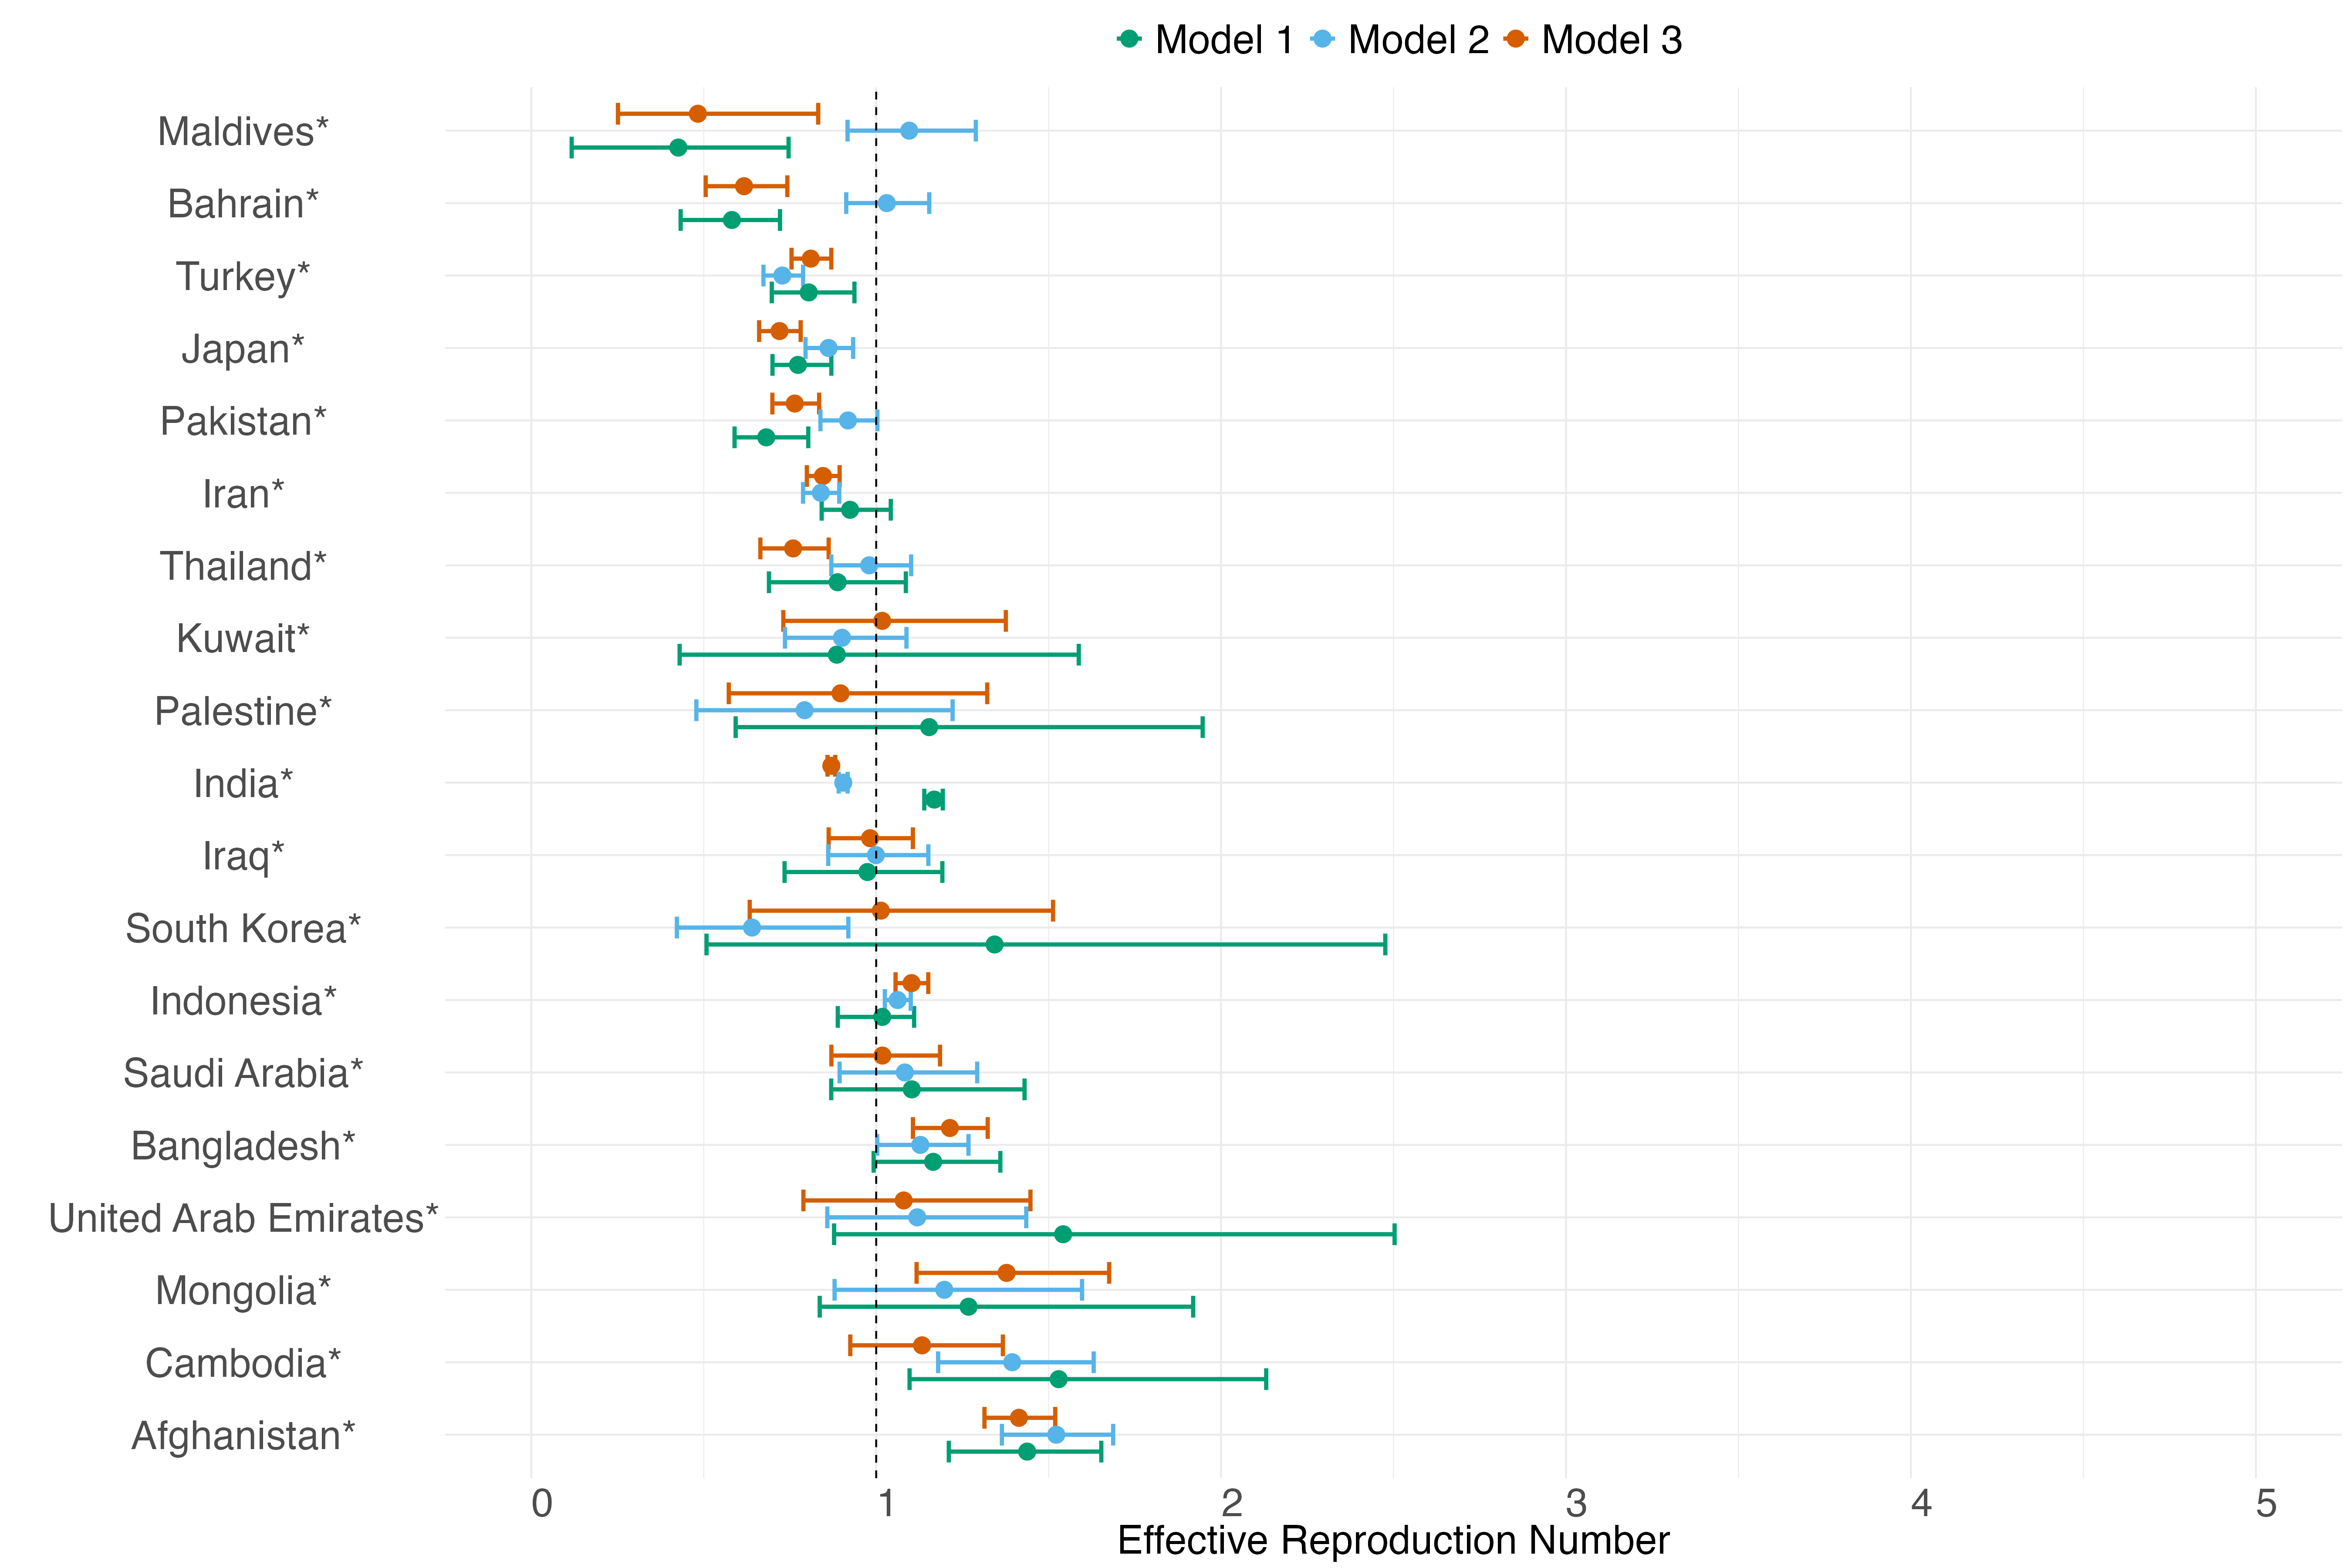 Model 1 Model 2 Model 3
Maldives*
Bahrain*
Turkey*
Japan*
Pakistan*
Iran*
Thailand*
Kuwait*
Palestine*
India*
Iraq*
South Korea*
Indonesia*
Saudi Arabia*
Bangladesh*
United Arab Emirates*
Mongolia*
Cambodia*
Afghanistan*
0 1 2 3 4 5
Effective Reproduction Number